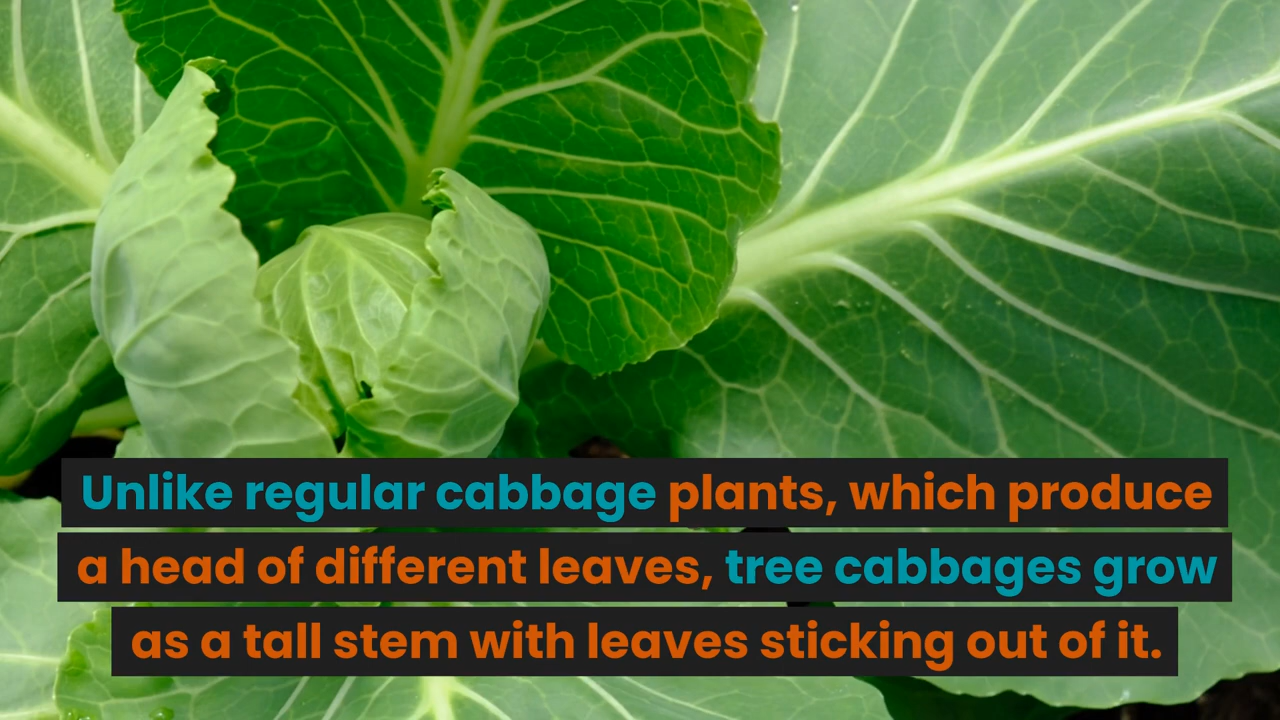 Unlike regular cabbage plants, which produce
a head of different leaves, tree cabbages grow
as a tall stem with leaves sticking out of it.